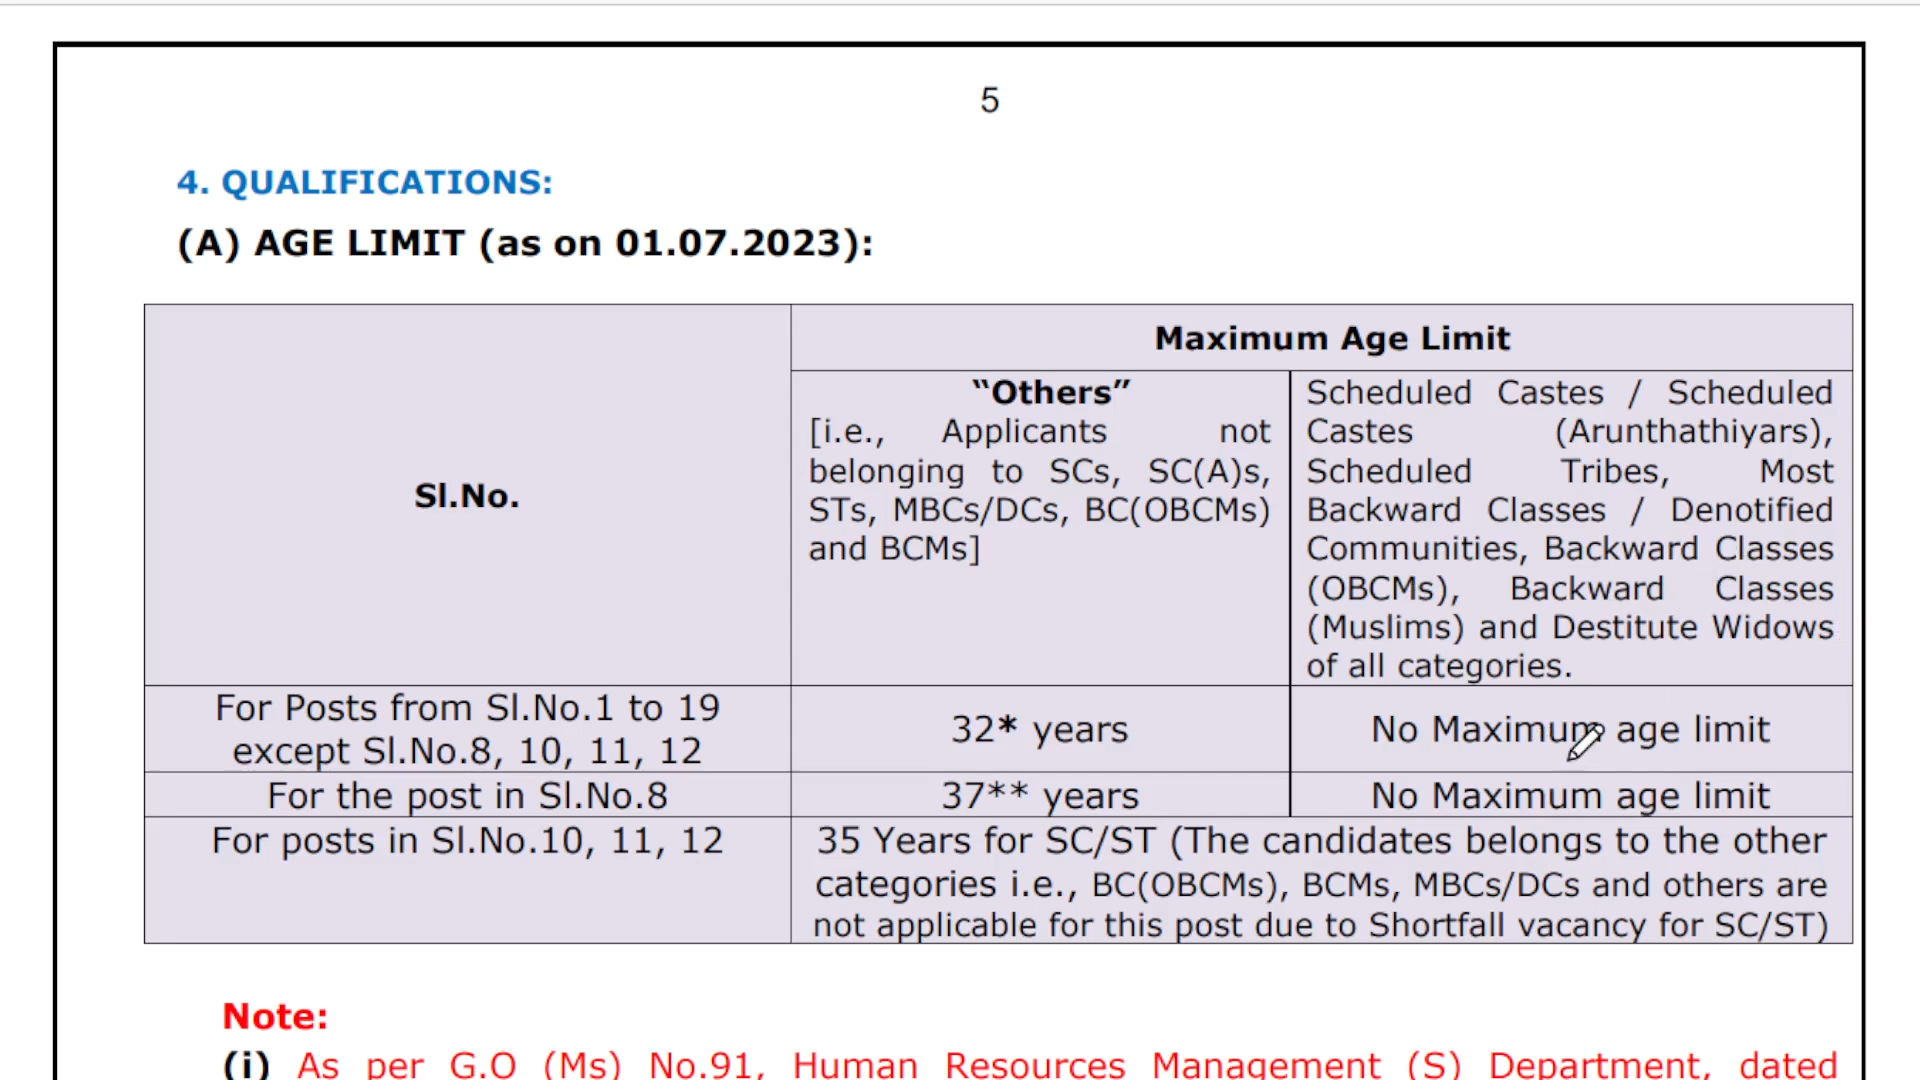 5
4. QUALIFICATIONS:
(A) AGE LIMIT (as on 01.07.2023):
Sl.No.
Maximum Age Limit
“Others”
[i.e., Applicants not
belonging to SCs, SC(A)s,
STs, MBCs/DCs, BC(OBCMs)
and BCMs]
Scheduled Castes / Scheduled
Castes (Arunthathiyars),
Scheduled Tribes, Most
Backward Classes / Denotified
Communities, Backward Classes
(OBCMs), Backward Classes
(Muslims) and Destitute Widows
of all categories.
For Posts from Sl.No.1 to 19
except Sl.No.8, 10, 11, 12
32* years
No Maximum age limit
For the post in Sl.No.8
37** years
No Maximum age limit
For posts in Sl.No.10, 11, 12
35 Years for SC/ST (The candidates belongs to the other
categories i.e., BC(OBCMs), BCMs, MBCs/DCs and others are
not applicable for this post due to Shortfall vacancy for SC/ST)
Note:
(i) As per G.O (Ms) No.91, Human Resources Management (S) Department, dated